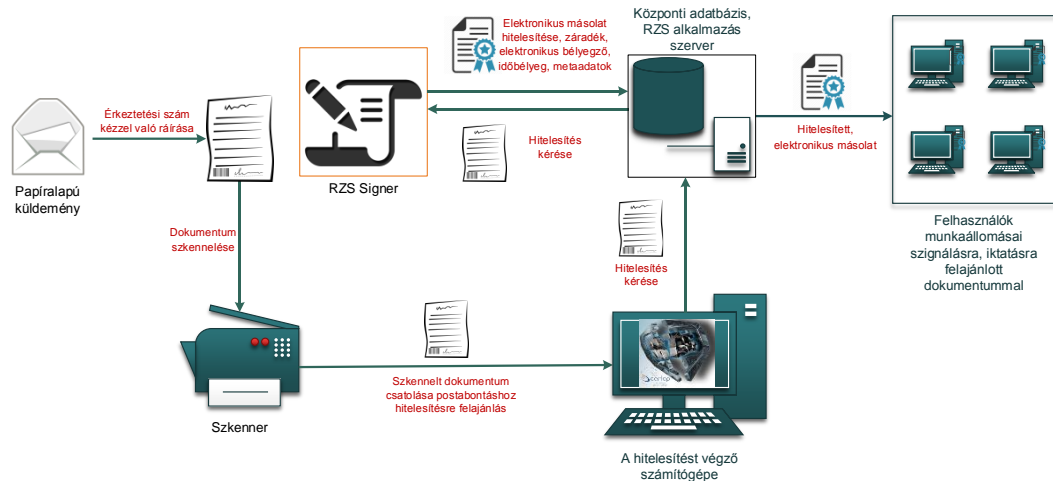 Elektronikus másolat
hitelesítése, záradék,
elektronikus bélyegző,
időbélyeg, metaadatok
Központi adatbázis,
RZS alkalmazás
szerver
Érkeztetési szám
kézzel való ráírása
Hitelesítés
kérése
Hitelesített,
elektronikus másolat
Papíralapú
küldemény
RZS Signer
Dokumentum
szkennelése
Hitelesítés
kérése
Felhasználók
munkaállomásai
szignálásra, iktatásra
felajánlott
dokumentummal
Szkennelt dokumentum
csatolása postabontáshoz
hitelesítésre felajánlás
Szkenner
A hitelesítést végző
számítógépe